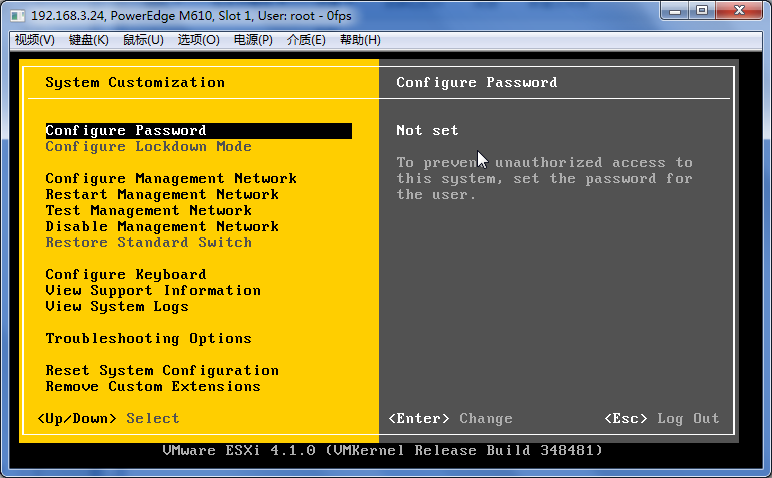 192.168.3.24, PowerEdge M610, Slot 1, User: root - 0fps
视频(V) 键盘(K) 鼠标(U) 选项(O) 电源(P) 介质(E) 帮助(H)
System Customization
Configure Password
Configure Lockdown Mode
Configure Management Network
Restart Management Network
Test Management Network
Disable Management Network
Restore Standard Switch
Configure Keyboard
View Support Information
View System Logs
Troubleshooting Options
Reset System Configuration
Remove Custom Extensions
<Up/Down> Select
Configure Password
Not set
To prevent unauthorized access to
this system, set the password for
the user.
<Enter> Change
<Esc> Log Out
VMware ESXi 4.1.0 (VMKernel Release Build 348481)